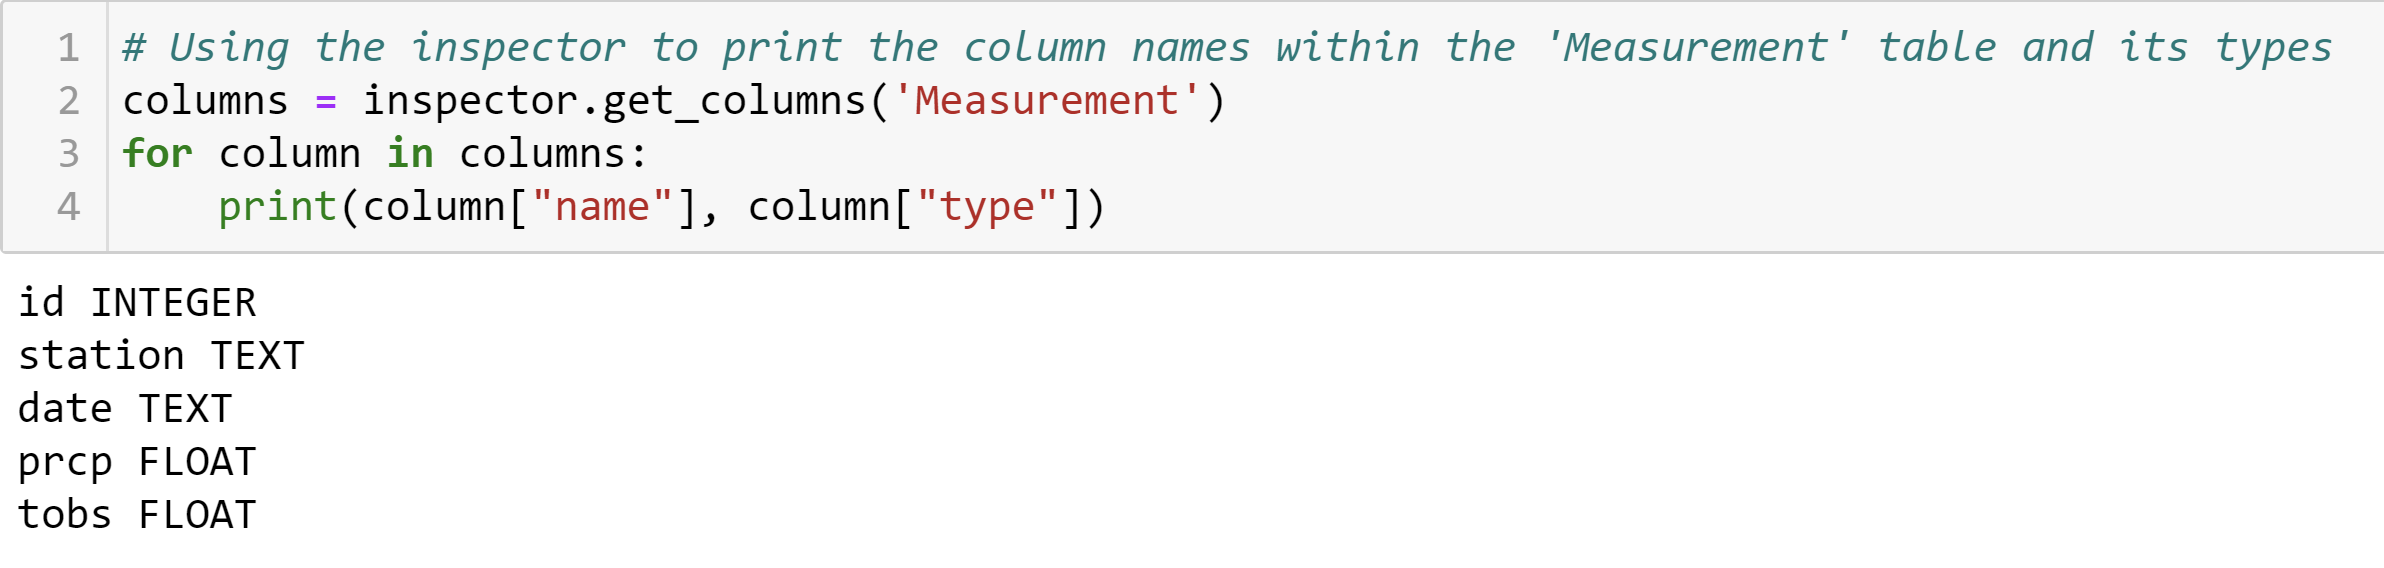 1 # Using the inspector to print the column names within the 'Measurement' table and its types
2 columns = inspector.get_columns('Measurement')
3 for column in columns:
4     print(column["name"], column["type"])
id INTEGER
station TEXT
date TEXT
prcp FLOAT
tobs FLOAT